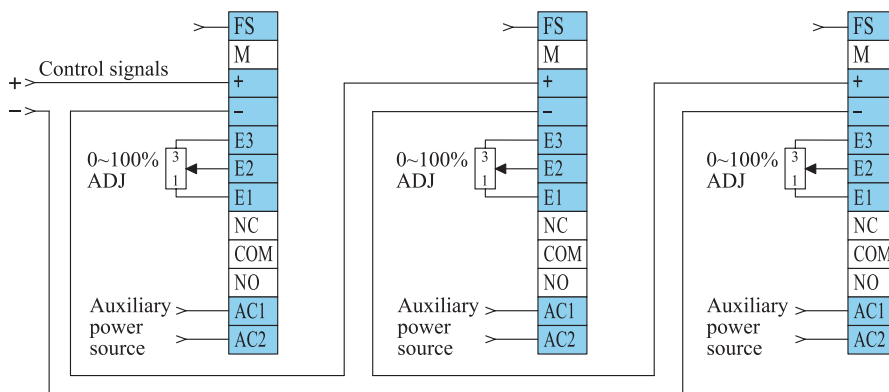 FS
M
+
−
E3
E2
E1
NC
COM
NO
AC1
AC2
+ Control signals
−
0~100%
ADJ
3
1
Auxiliary
power
source
FS
M
+
−
E3
E2
E1
NC
COM
NO
AC1
AC2
0~100%
ADJ
3
1
Auxiliary
power
source
FS
M
+
−
E3
E2
E1
NC
COM
NO
AC1
AC2
0~100%
ADJ
3
1
Auxiliary
power
source